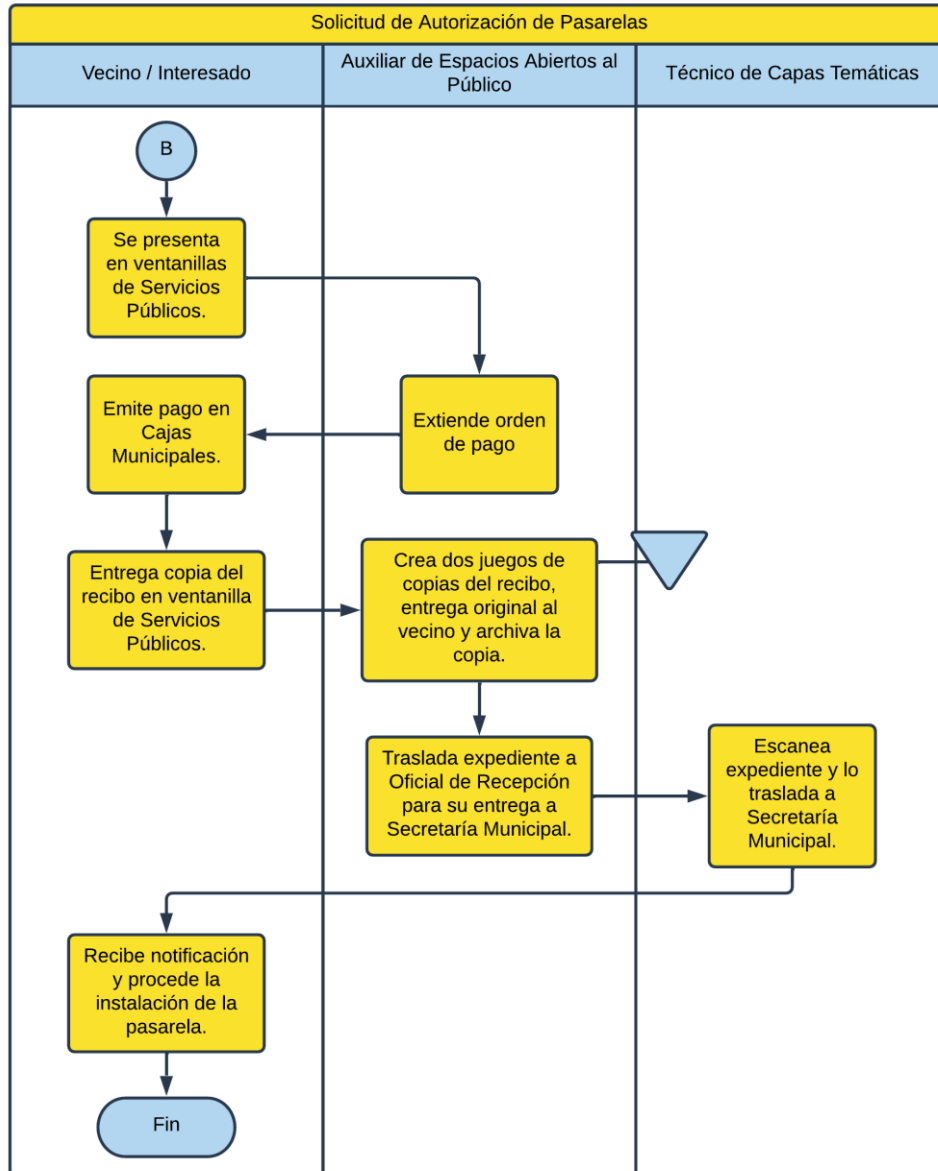 Solicitud de Autorización de Pasarelas
Vecino / Interesado
Auxiliar de Espacios Abiertos al
Público
Técnico de Capas Temáticas
B
Se presenta
en ventanillas
de Servicios
Públicos.
Extiende orden
de pago
Emite pago en
Cajas
Municipales.
Entrega copia del
recibo en ventanilla
de Servicios
Públicos.
Crea dos juegos de
copias del recibo,
entrega original al
vecino y archiva la
copia.
Traslada expediente a
Oficial de Recepción
para su entrega a
Secretaría Municipal.
Escanea
expediente y lo
traslada a
Secretaría
Municipal.
Recibe notificación
y procede la
instalación de la
pasarela.
Fin